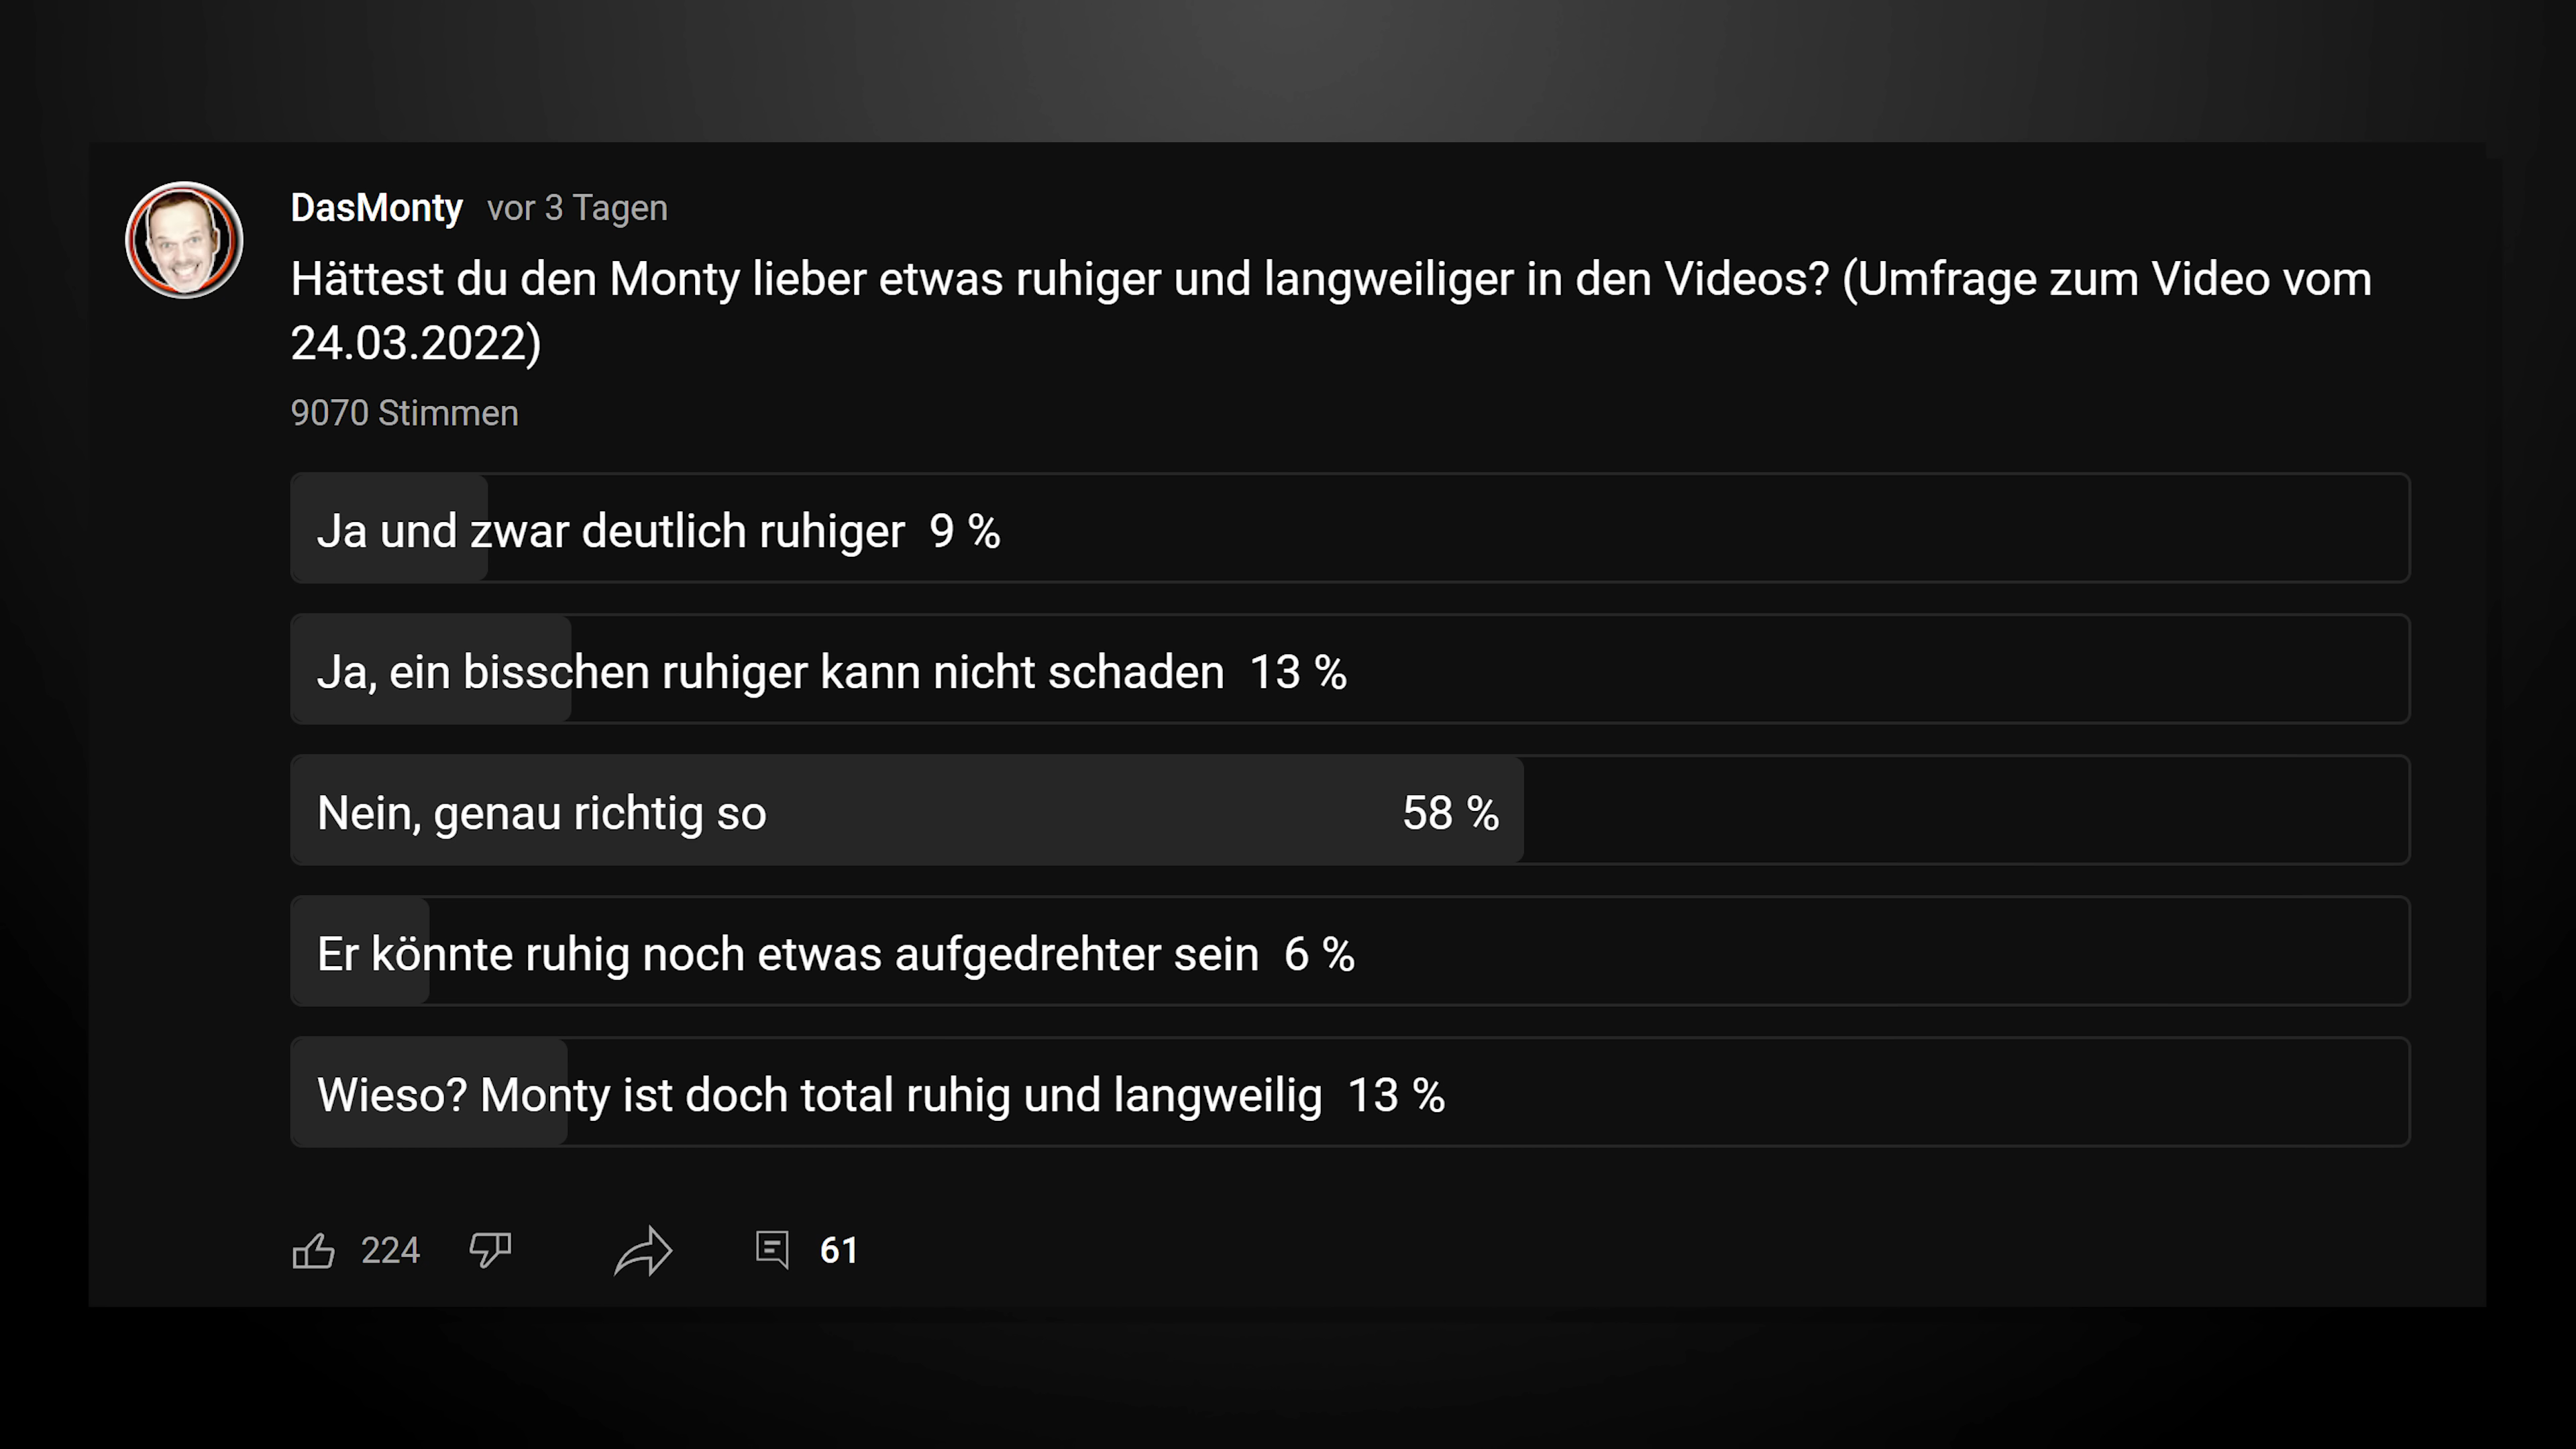 DasMonty vor 3 Tagen
Hättest du den Monty lieber etwas ruhiger und langweiliger in den Videos? (Umfrage zum Video vom
24.03.2022)
9070 Stimmen
Ja und zwar deutlich ruhiger 9 %
Ja, ein bisschen ruhiger kann nicht schaden 13 %
Nein, genau richtig so 58 %
Er könnte ruhig noch etwas aufgedrehter sein 6 %
Wieso? Monty ist doch total ruhig und langweilig 13 %
224 61